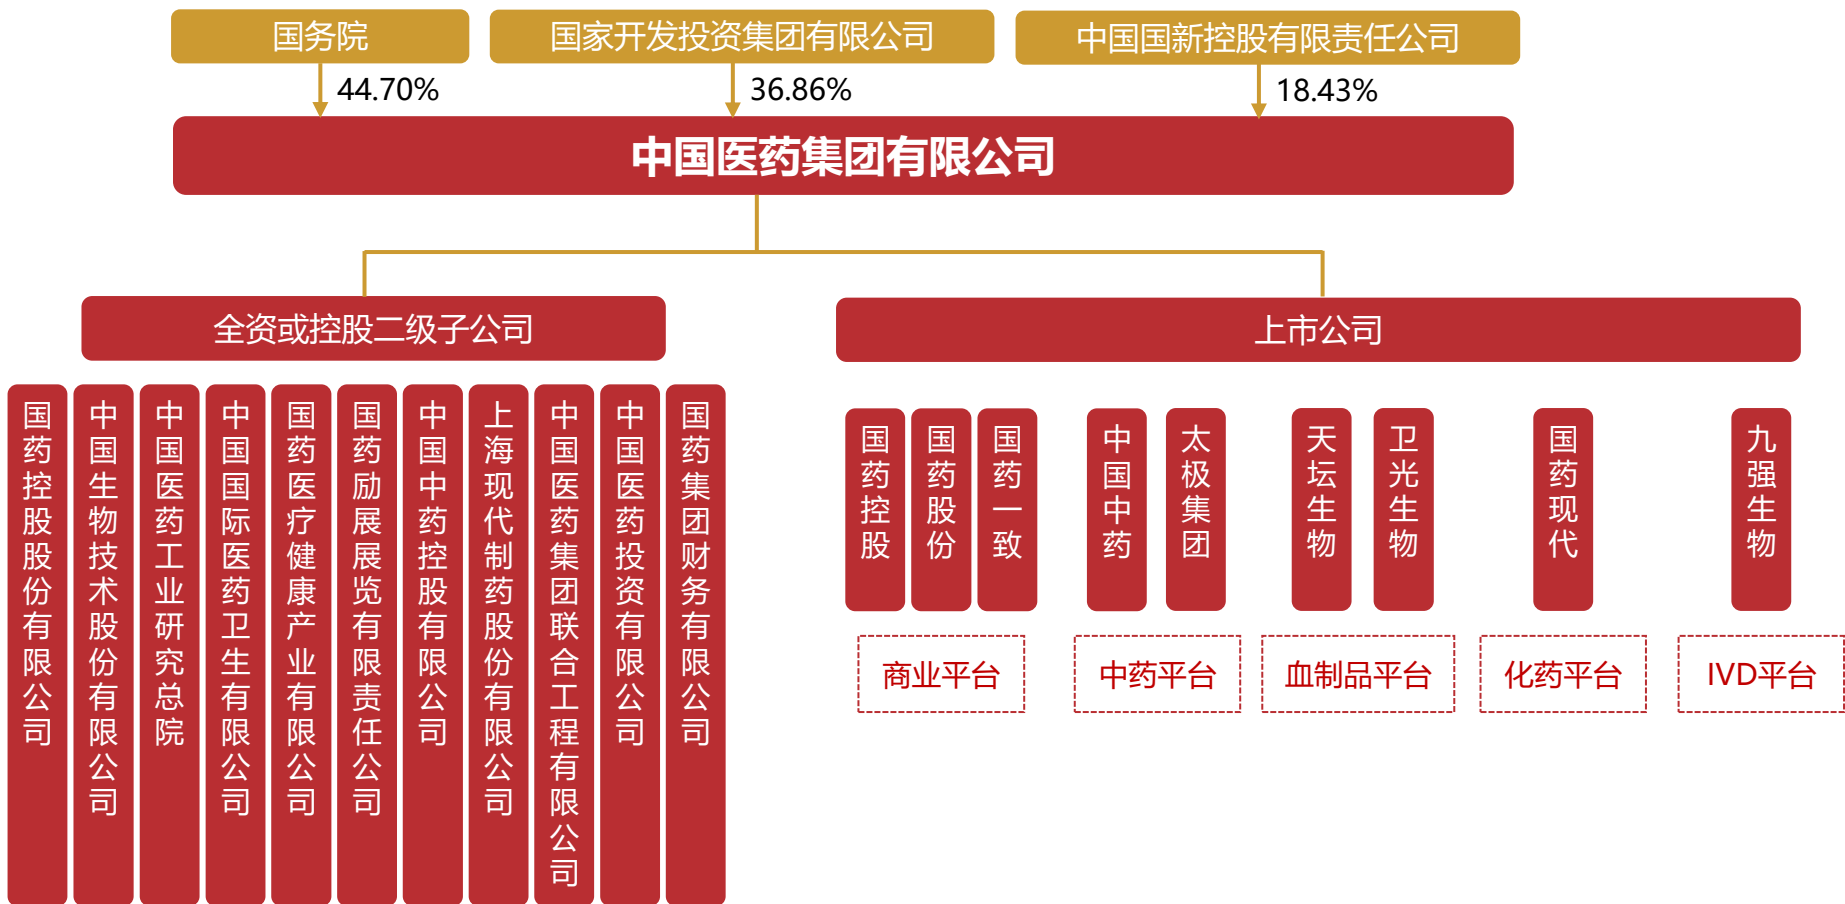 国务院
国家开发投资集团有限公司
中国国新控股有限责任公司
44.70%
36.86%
18.43%
中国医药集团有限公司
全资或控股二级子公司
上市公司
国药控股股份有限公司
中国生物技术股份有限公司
中国医药工业研究总院
中国国际医药卫生有限公司
国药医疗健康产业有限公司
国药励展展览有限责任公司
中国中药控股有限公司
上海现代制药股份有限公司
中国医药集团联合工程有限公司
中国医药投资有限公司
国药集团财务有限公司
国药控股
国药股份
国药一致
中国中药
太极集团
天坛生物
卫光生物
国药现代
九强生物
商业平台
中药平台
血制品平台
化药平台
IVD平台